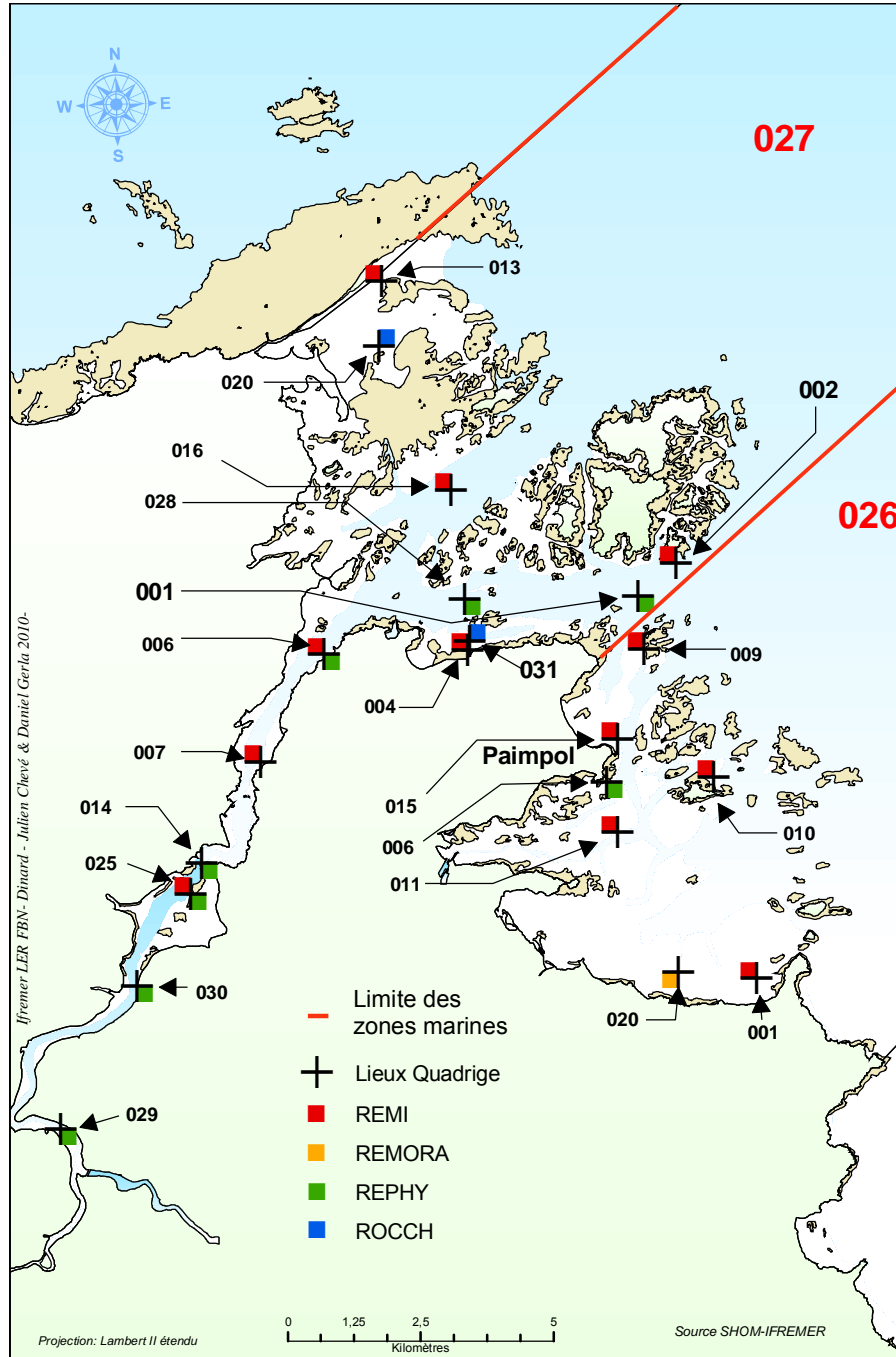 N
W
E
S
027
013
020
002
016
028
026
001
006
031
009
004
007
Paimpol
015
014
006
010
025
011
030
020
001
Limite des
zones marines
Lieux Quadrige
029
REMI
REMORA
REPHY
ROCCH
0 1,25 2,5 5
Kilomètres
Projection: Lambert II étendu
Source SHOM-IFREMER
Ifremer LER FBN- Dinard - Julien Chevé & Daniel Gerla 2010-